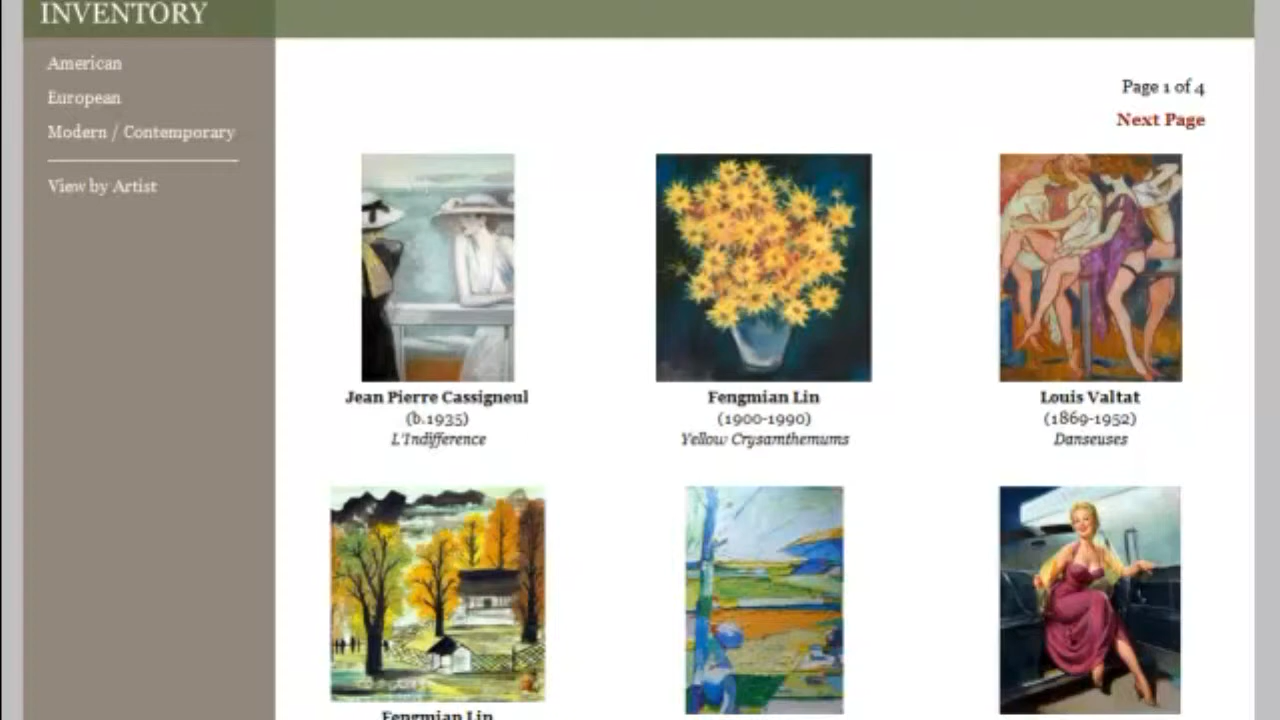 INVENTORY
American
European
Modern / Contemporary
View by Artist
Page 1 of 4
Next Page
Jean Pierre Cassigneul
(b.1935)
L'Indifference
Fengmian Lin
(1900-1990)
Yellow Crysamthemums
Louis Valtat
(1869-1952)
Danseuses
Fengmian Lin